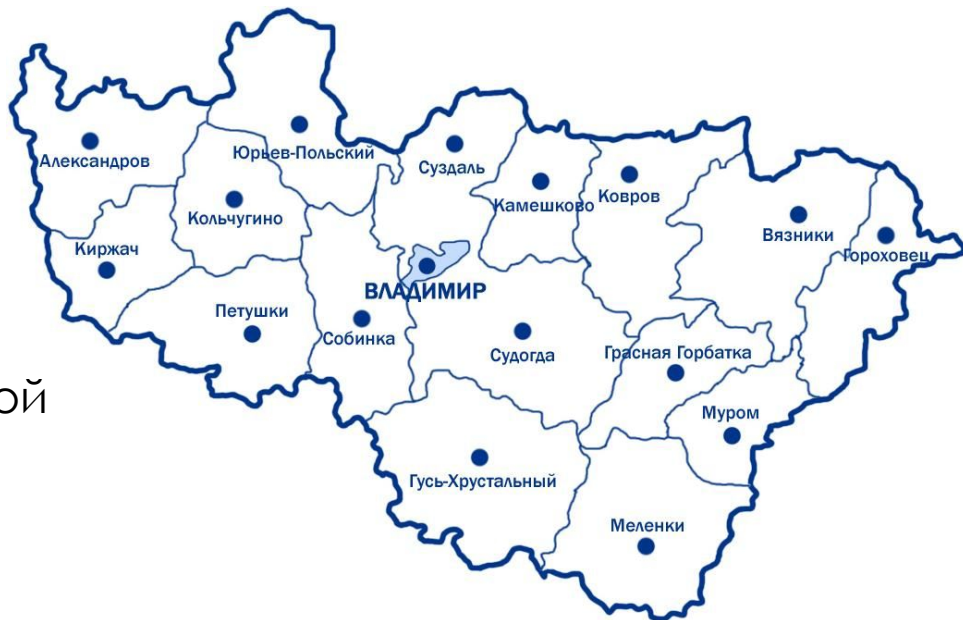 Александров
Юрьев-Польский
Суздаль
Камешково
Ковров
Кольчугино
Вязники
Киржач
Гороховец
ВЛАДИМИР
Петушки
Собинка
Судогда
Грасная Горбатка
ой
Муром
Гусь-Хрустальный
Меленки